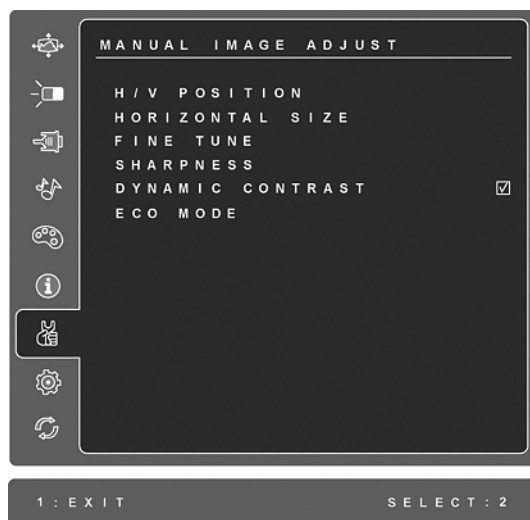 MANUAL IMAGE ADJUST
H/V POSITION
HORIZONTAL SIZE
FINE TUNE
SHARPNESS
DYNAMIC CONTRAST
ECO MODE
1:EXIT SELECT:2